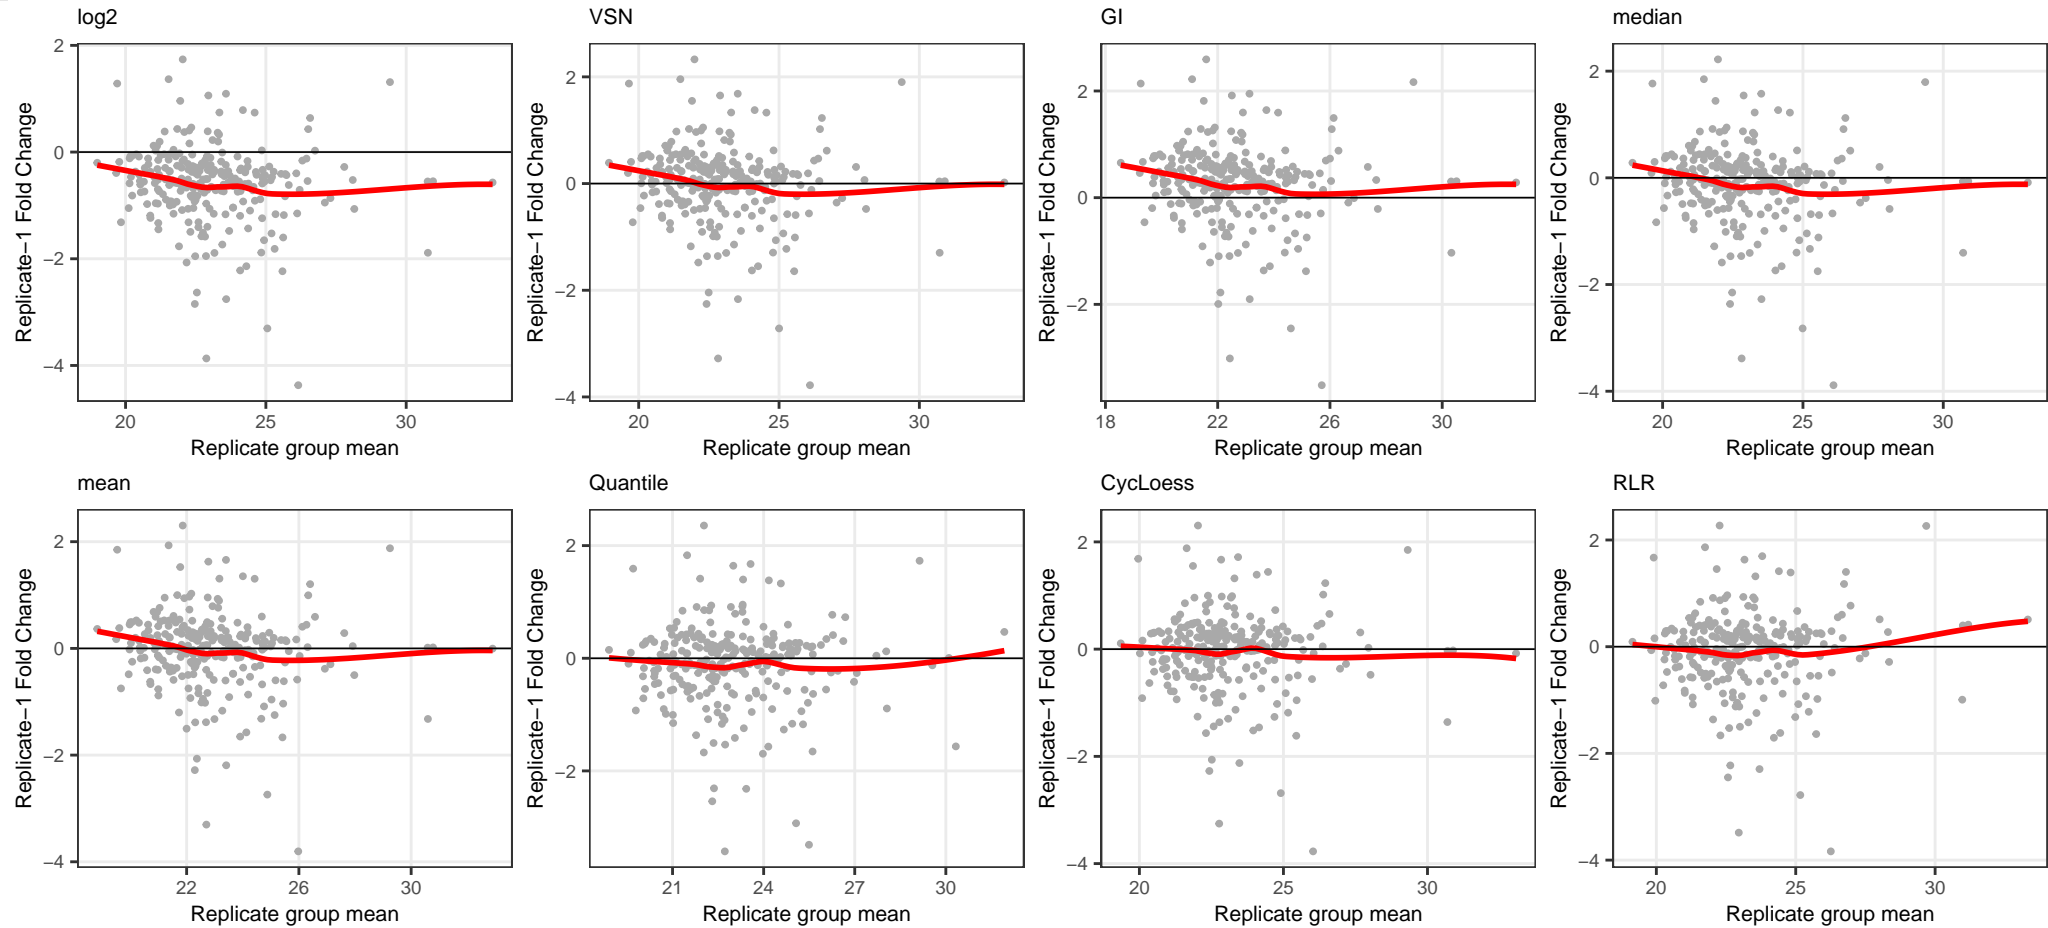 log2
VSN
GI
median
Replicate−1 Fold Change
2
0
−2
−4
20
25
30
Replicate group mean
Replicate−1 Fold Change
2
0
−2
−4
20
25
30
Replicate group mean
Replicate−1 Fold Change
2
0
−2
18
22
26
30
Replicate group mean
Replicate−1 Fold Change
2
0
−2
−4
20
25
30
Replicate group mean
mean
Quantile
CycLoess
RLR
Replicate−1 Fold Change
2
0
−2
−4
22
26
30
Replicate group mean
Replicate−1 Fold Change
2
0
−2
21
24
27
30
Replicate group mean
Replicate−1 Fold Change
2
0
−2
−4
20
25
30
Replicate group mean
Replicate−1 Fold Change
2
0
−2
−4
20
25
30
Replicate group mean